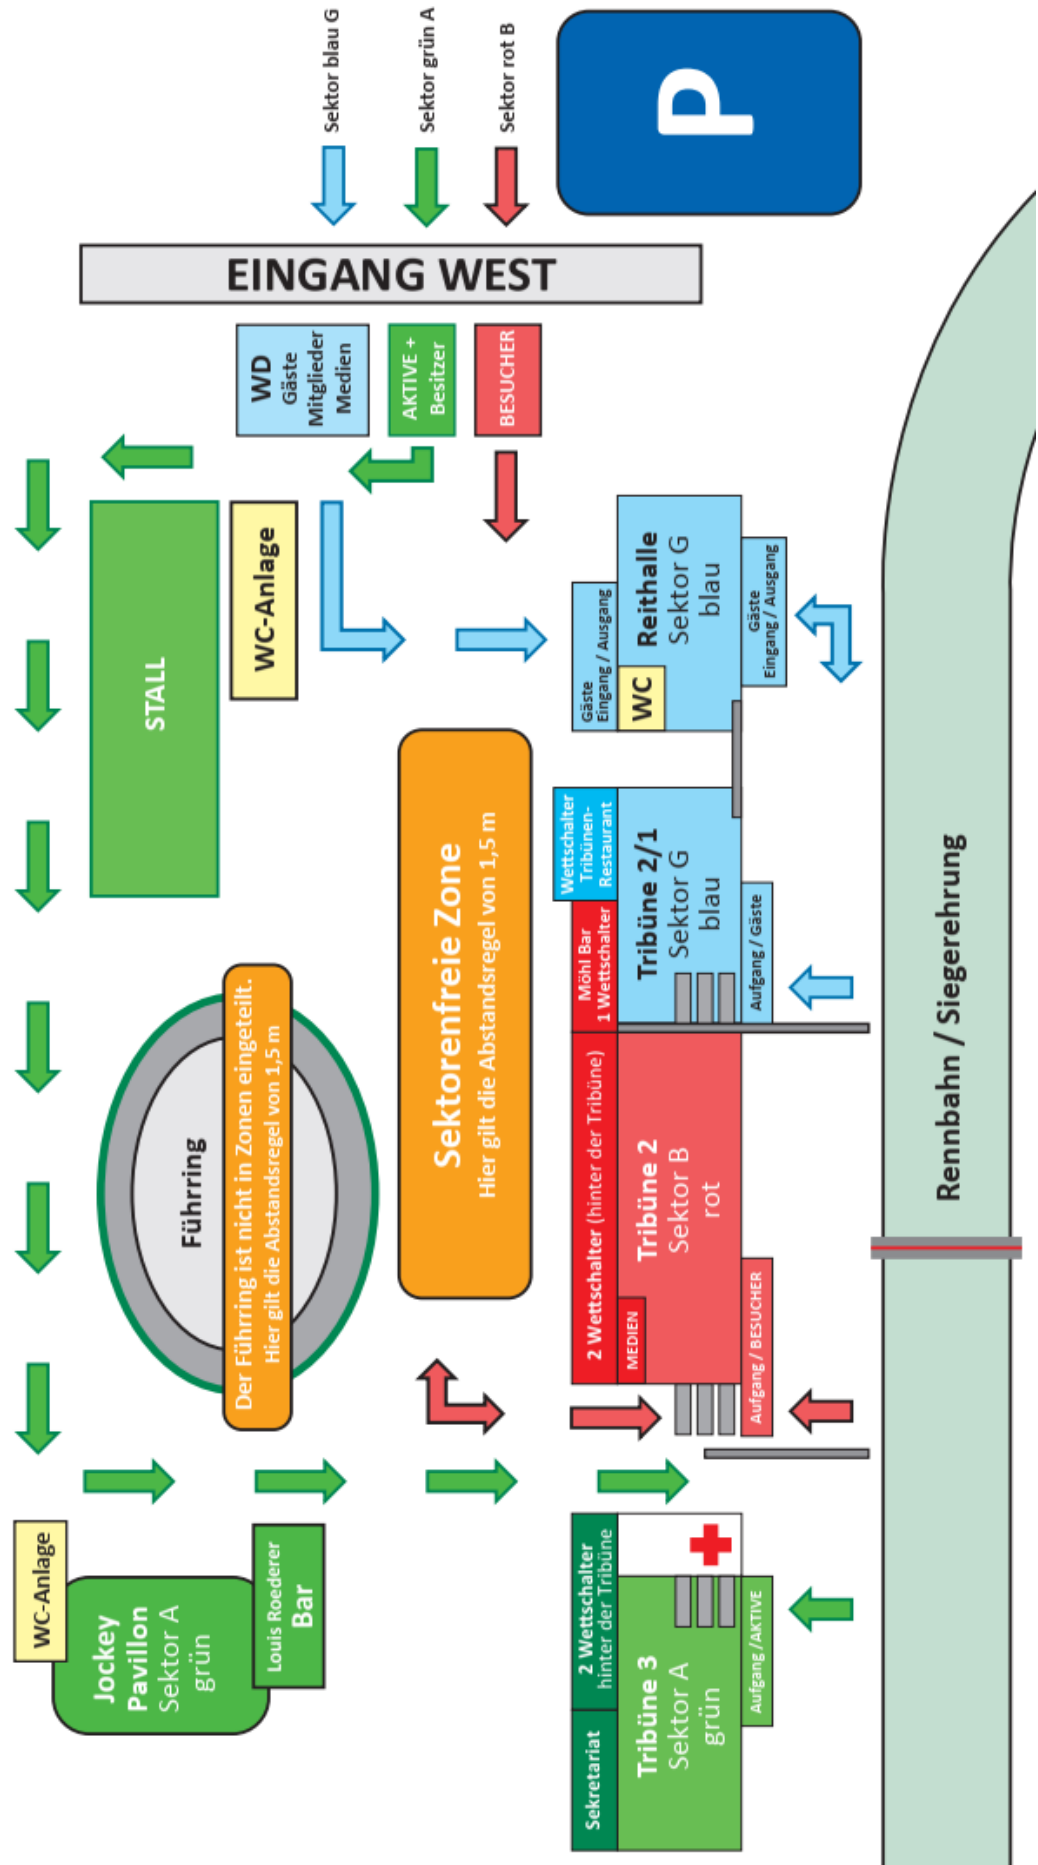 Sektor blau G
Sektor grün A
Sektor rot B
P
EINGANG WEST
WD
Gäste
Mitglieder
Medien
AKTIVE +
Besitzer
BESUCHER
STALL
WC-Anlage
Reithalle
Sektor G
blau
WC
Gäste
Eingang / Ausgang
Gäste
Eingang / Ausgang
Führring
Der Führring ist nicht in Zonen eingeteilt.
Hier gilt die Abstandsregel von 1,5 m
Sektorenfreie Zone
Hier gilt die Abstandsregel von 1,5 m
Wettschalter
Tribünen-
Restaurant
Möhl Bar
1 Wettschalter
Tribüne 2/1
Sektor G
blau
Aufgang / Gäste
2 Wettschalter (hinter der Tribüne)
Tribüne 2
Sektor B
rot
MEDIEN
Aufgang / BESUCHER
Rennbahn / Siegerehrung
WC-Anlage
Jockey
Pavillon
Sektor A
grün
Louis Roederer
Bar
2 Wettschalter
hinter der Tribüne
Sekretariat
Tribüne 3
Sektor A
grün
Aufgang /AKTIVE